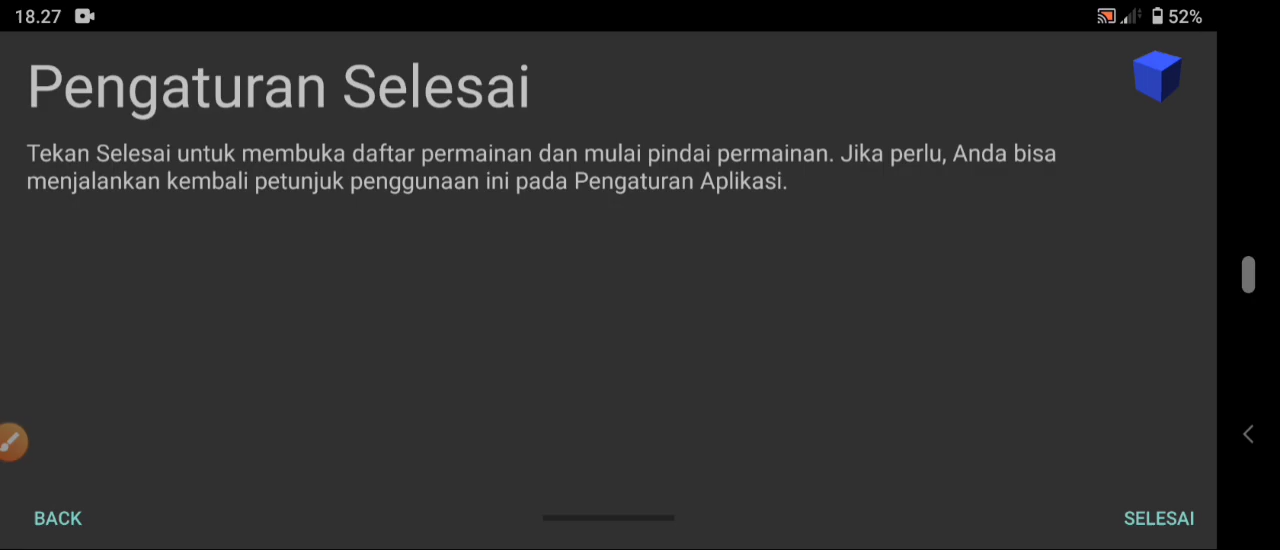 18.27 52%
Pengaturan Selesai
Tekan Selesai untuk membuka daftar permainan dan mulai pindai permainan. Jika perlu, Anda bisa
menjalankan kembali petunjuk penggunaan ini pada Pengaturan Aplikasi.
BACK SELESAI